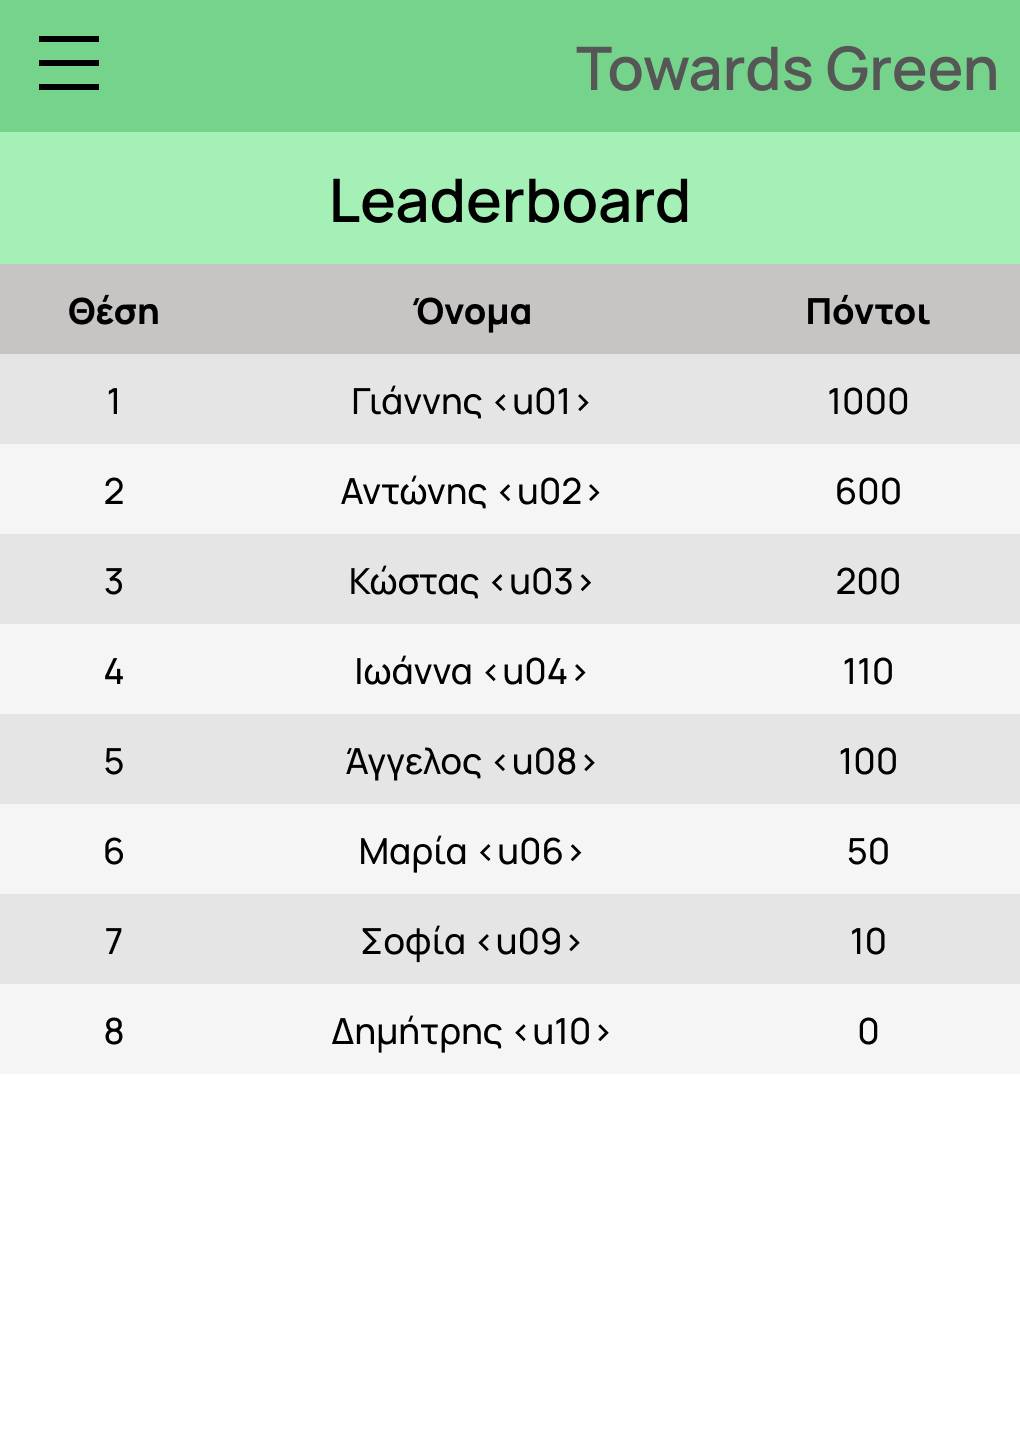 Towards Green
Leaderboard
Θέση Όνομα Πόντοι
1 Γιάννης <u01> 1000
2 Αντώνης <u02> 600
3 Κώστας <u03> 200
4 Ιωάννα <u04> 110
5 Άγγελος <u08> 100
6 Μαρία <u06> 50
7 Σοφία <u09> 10
8 Δημήτρης <u10> 0